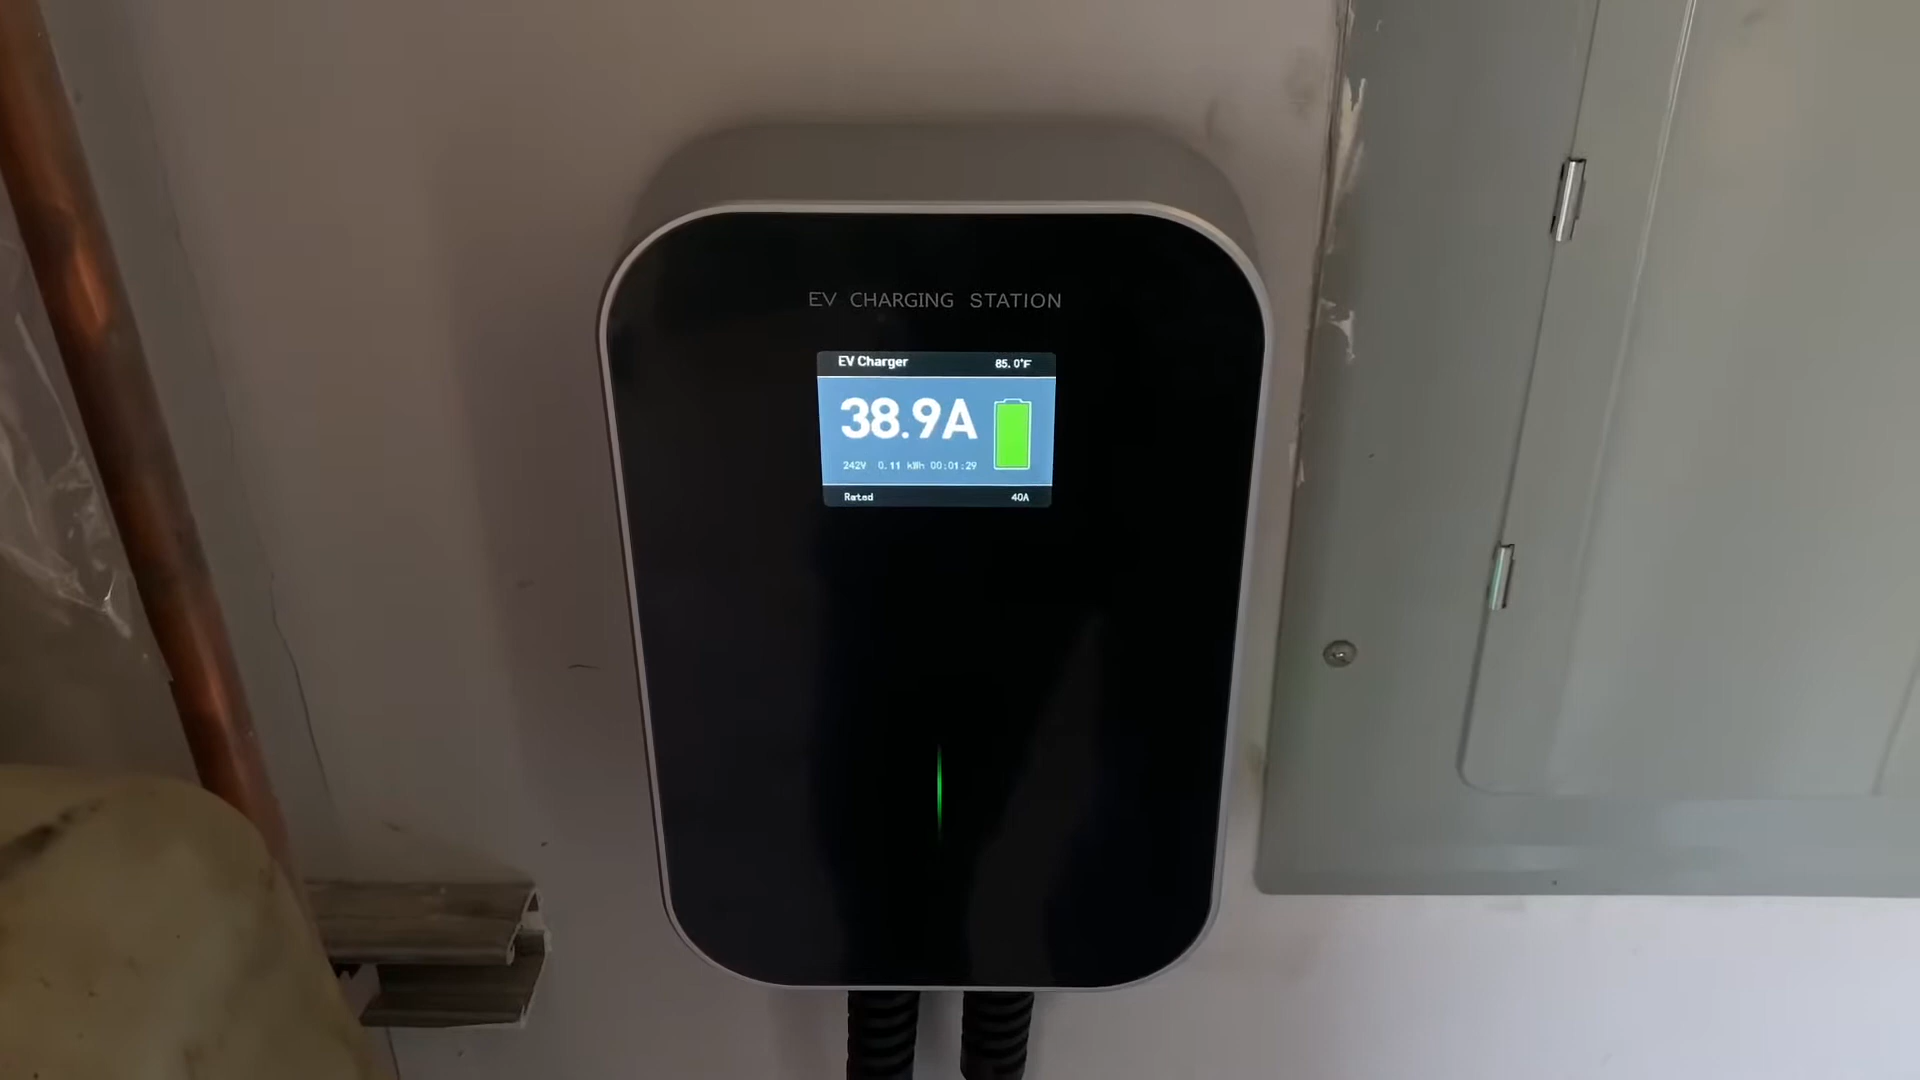 EV CHARGING STATION
EV Charger 85.0°F
38.9A
242V 0.11 kWh 00:01:29
Rated 40A